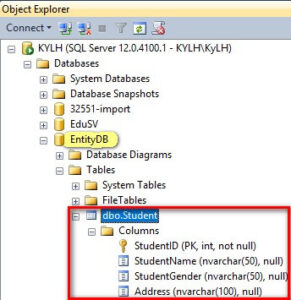 Object Explorer
Connect
KYLH (SQL Server 12.0.4100.1 - KYLH\KyLH)
Databases
System Databases
Database Snapshots
32551-import
EduSV
EntityDB
Database Diagrams
Tables
System Tables
FileTables
dbo.Student
Columns
StudentID (PK, int, not null)
StudentName (nvarchar(50), null)
StudentGender (nvarchar(50), null)
Address (nvarchar(100), null)